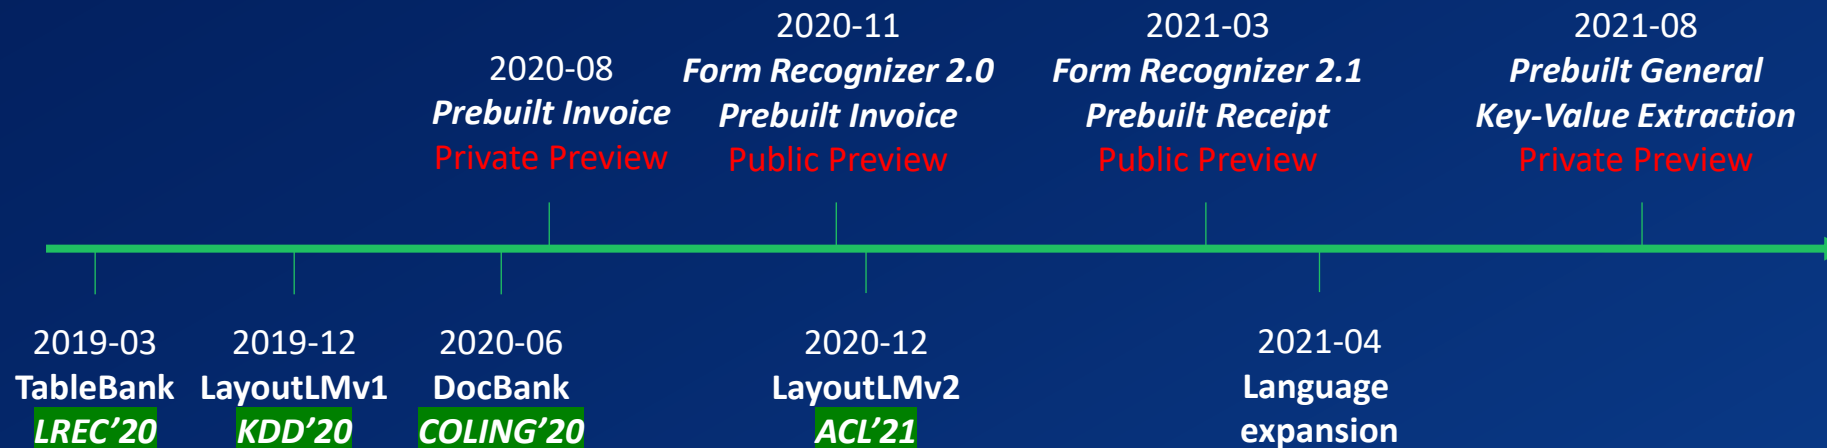 2020-08
Prebuilt Invoice
Private Preview
2020-11
Form Recognizer 2.0
Prebuilt Invoice
Public Preview
2021-03
Form Recognizer 2.1
Prebuilt Receipt
Public Preview
2021-08
Prebuilt General
Key-Value Extraction
Private Preview
2019-03
TableBank
LREC’20
2019-12
LayoutLMv1
KDD’20
2020-06
DocBank
COLING’20
2020-12
LayoutLMv2
ACL’21
2021-04
Language
expansion